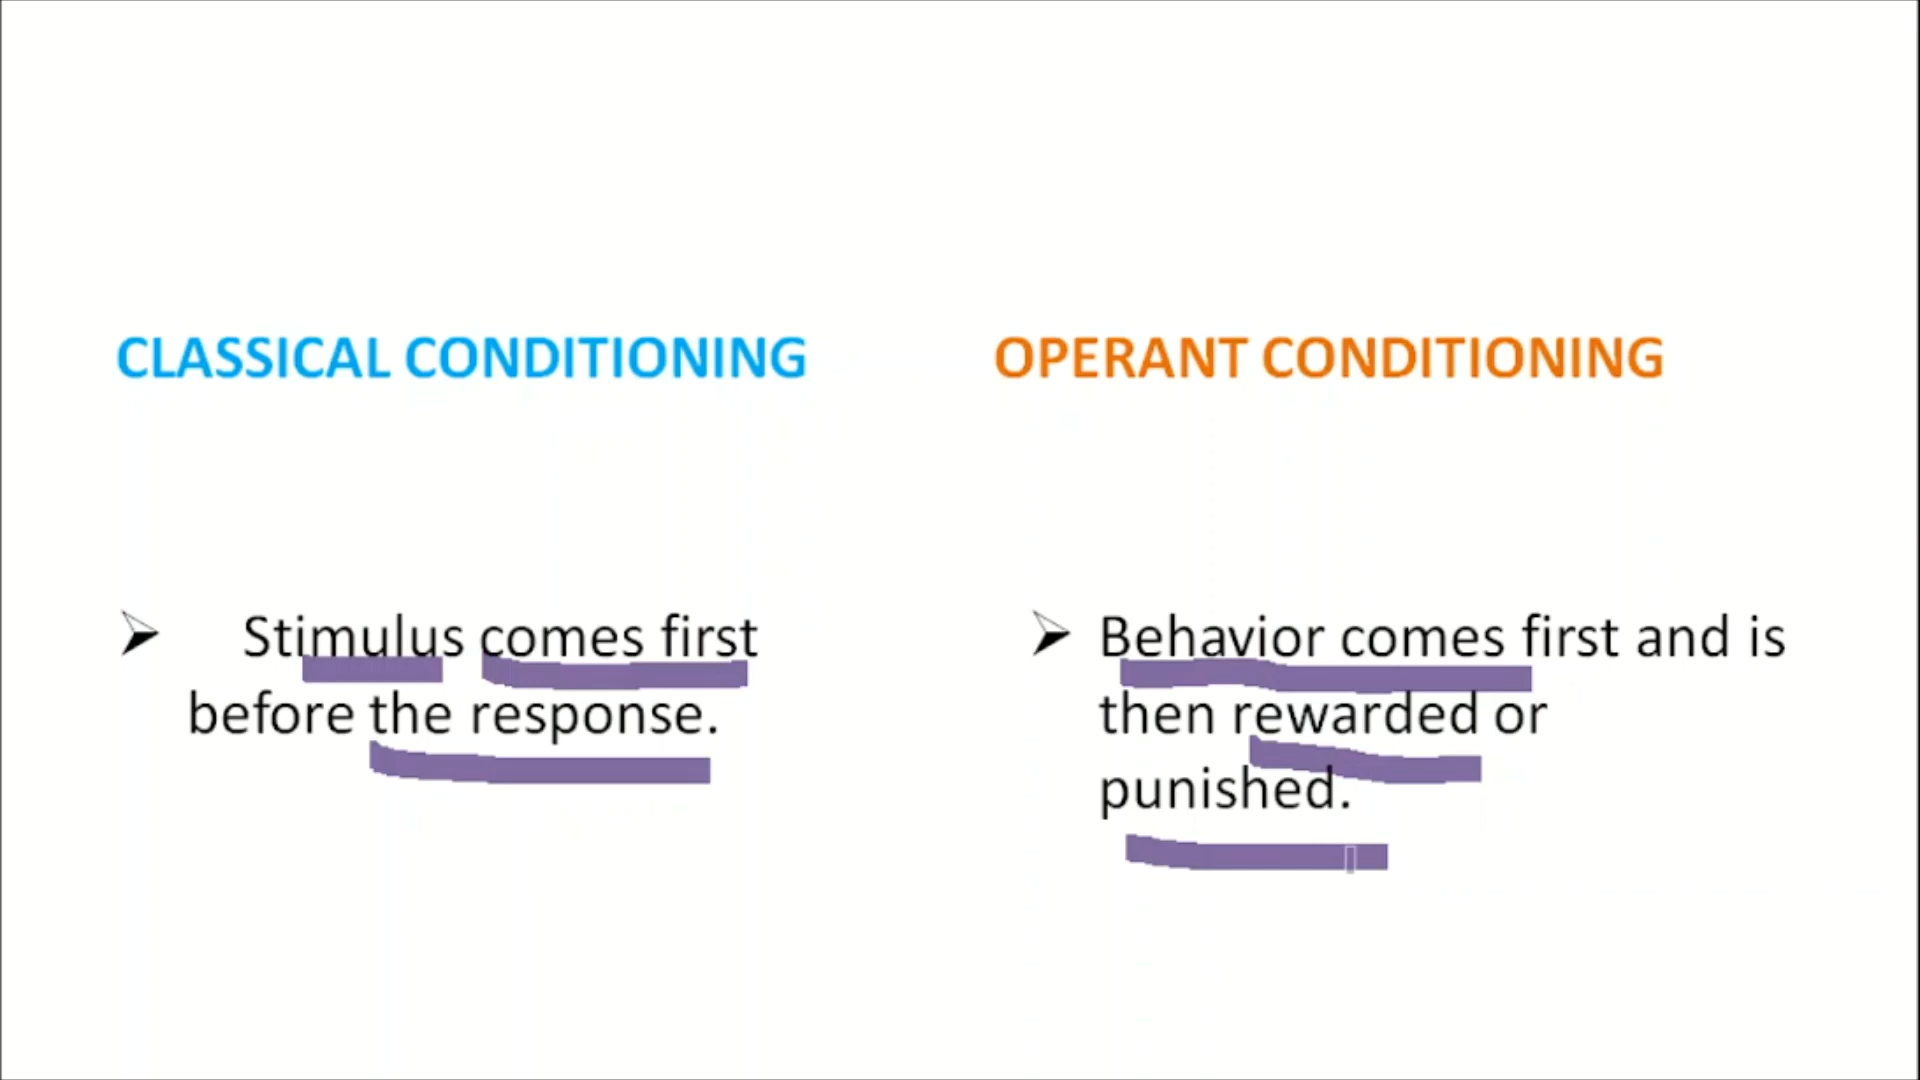 CLASSICAL CONDITIONING
Stimulus comes first
before the response.
OPERANT CONDITIONING
Behavior comes first and is
then rewarded or
punished.